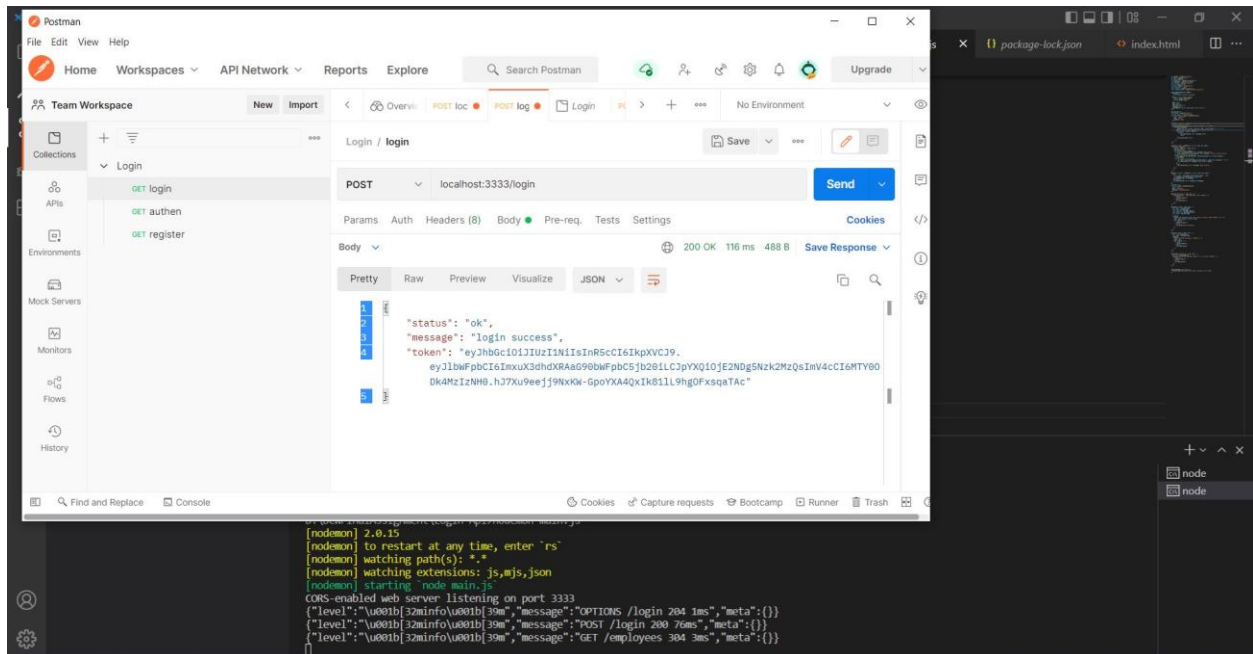 Postman
File Edit View Help
Home Workspaces API Network Reports Explore Search Postman Upgrade
js package-lock.json index.html
Team Workspace New Import
Overvi POST loc POST log Login No Environment
Collections
APIs
Environments
Mock Servers
Monitors
Flows
History
Login
GET login
GET authen
GET register
Login / login Save
POST localhost:3333/login Send
Params Auth Headers (8) Body Pre-req. Tests Settings Cookies
Body 200 OK 116 ms 488 B Save Response
Pretty Raw Preview Visualize JSON
1
2 "status": "ok",
3 "message": "login success",
4 "token": "eyJhbGciOiJIUzI1NiIsInR5cCI6IkpXVCJ9.
5
Find and Replace Console Cookies Capture requests Bootcamp Runner Trash
node
node
[nodemon] 2.0.15
[nodemon] to restart at any time, enter `rs`
[nodemon] watching path(s): *.*
[nodemon] watching extensions: js,mjs,json
[nodemon] starting `node main.js`
CORS-enabled web server listening on port 3333
{"level":"\u001b[32minfo\u001b[39m","message":"OPTIONS /login 204 1ms","meta":{}}
{"level":"\u001b[32minfo\u001b[39m","message":"POST /login 200 76ms","meta":{}}
{"level":"\u001b[32minfo\u001b[39m","message":"GET /employees 304 3ms","meta":{}}